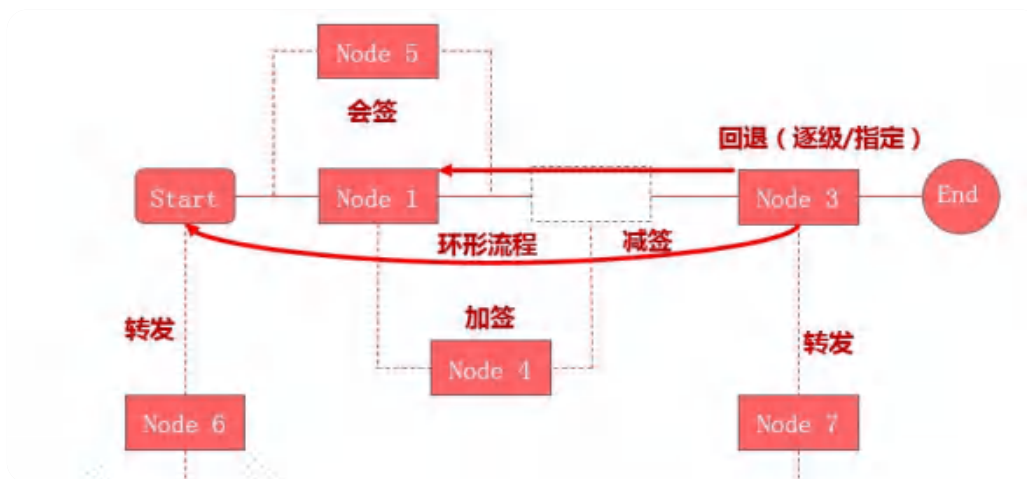 Node 5
会签
回退（逐级/指定）
Start
Node 1
Node 3
End
环形流程
减签
转发
加签
转发
Node 4
Node 6
Node 7